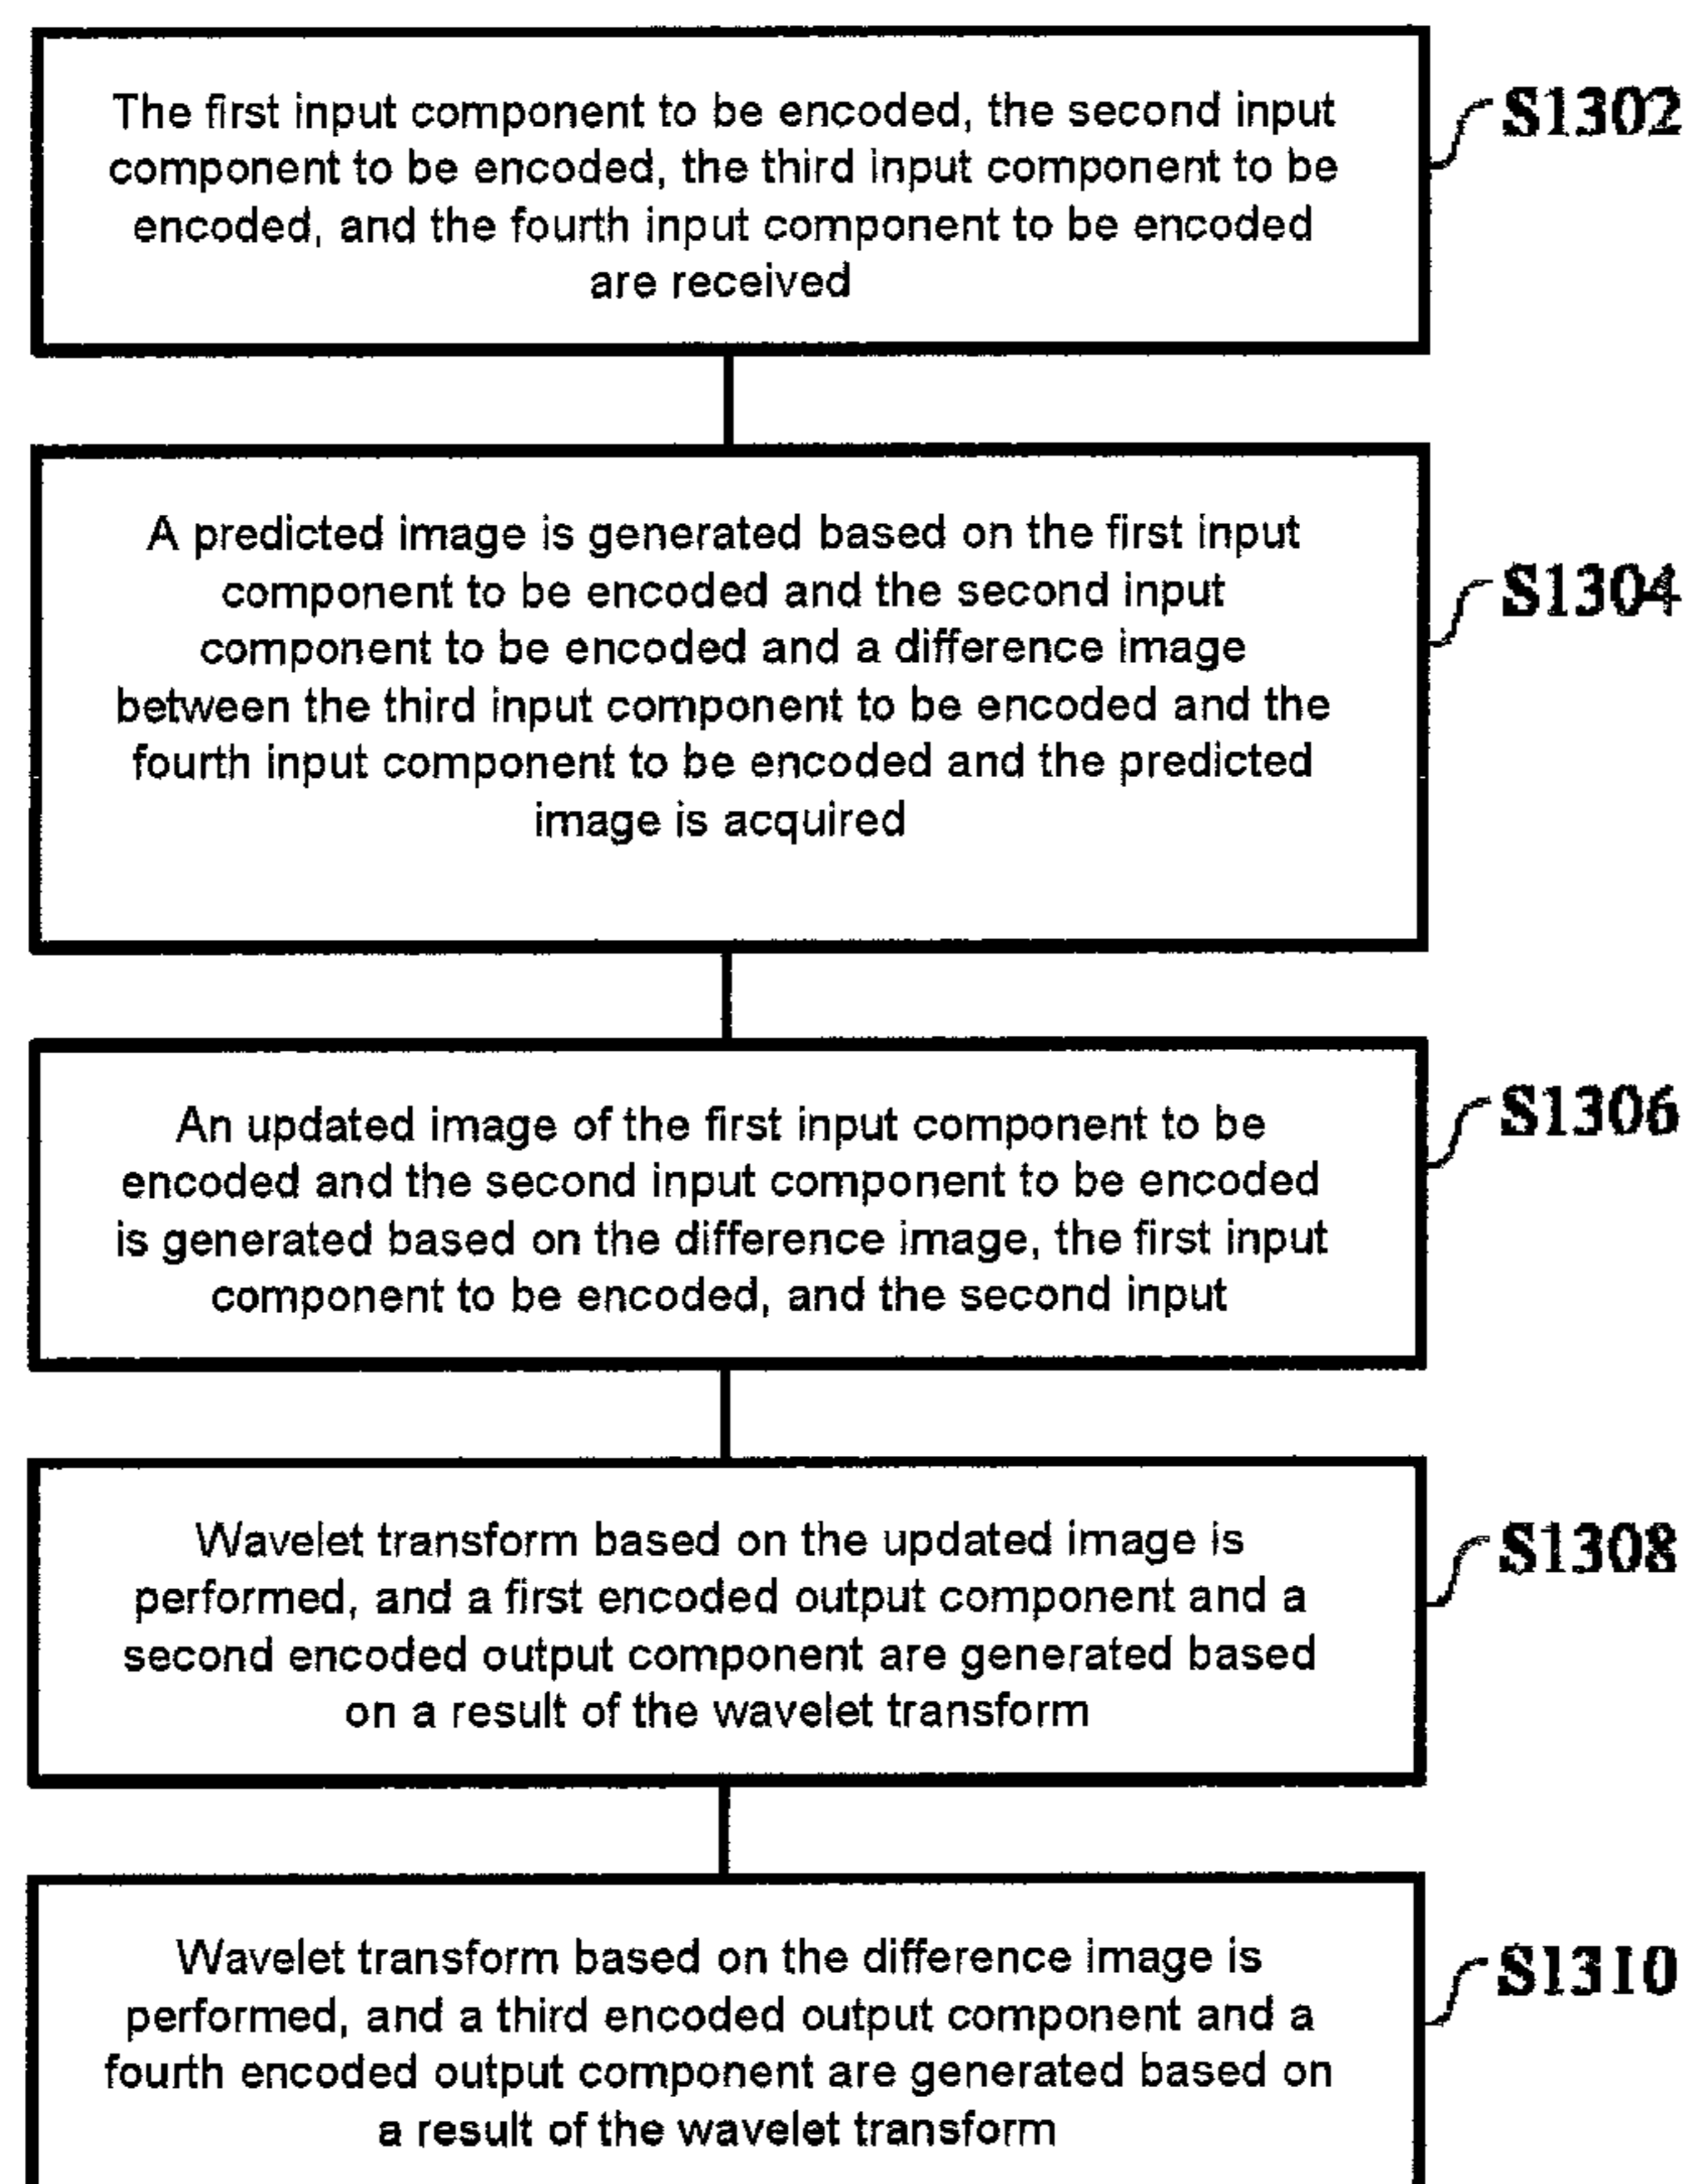 The first input component to be encoded, the second input
component to be encoded, the third input component to be
encoded, and the fourth input component to be encoded
are received
S1302
A predicted image is generated based on the first input
component to be encoded and the second input
component to be encoded and a difference image
between the third input component to be encoded and the
fourth input component to be encoded and the predicted
image is acquired
S1304
An updated image of the first input component to be
encoded and the second input component to be encoded
is generated based on the difference image, the first input
component to be encoded, and the second input
S1306
Wavelet transform based on the updated image is
performed, and a first encoded output component and a
second encoded output component are generated based
on a result of the wavelet transform
S1308
Wavelet transform based on the difference image is
performed, and a third encoded output component and a
fourth encoded output component are generated based on
a result of the wavelet transform
S1310